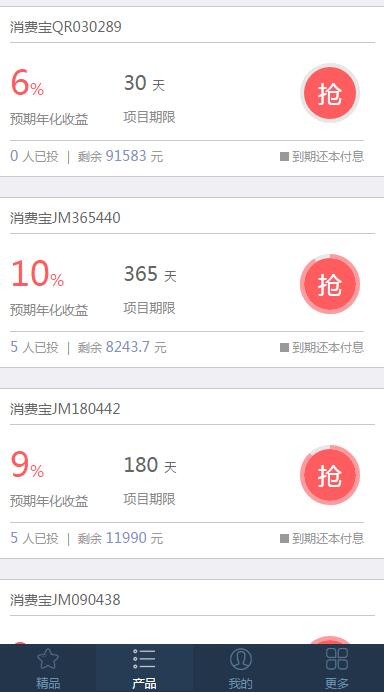 消费宝QR030289
6% 30 天 抢
预期年化收益 项目期限
0 人已投 | 剩余 91583 元 到期还本付息
消费宝JM365440
10% 365 天 抢
预期年化收益 项目期限
5 人已投 | 剩余 8243.7 元 到期还本付息
消费宝JM180442
9% 180 天 抢
预期年化收益 项目期限
5 人已投 | 剩余 11990 元 到期还本付息
消费宝JM090438
精品 产品 我的 更多